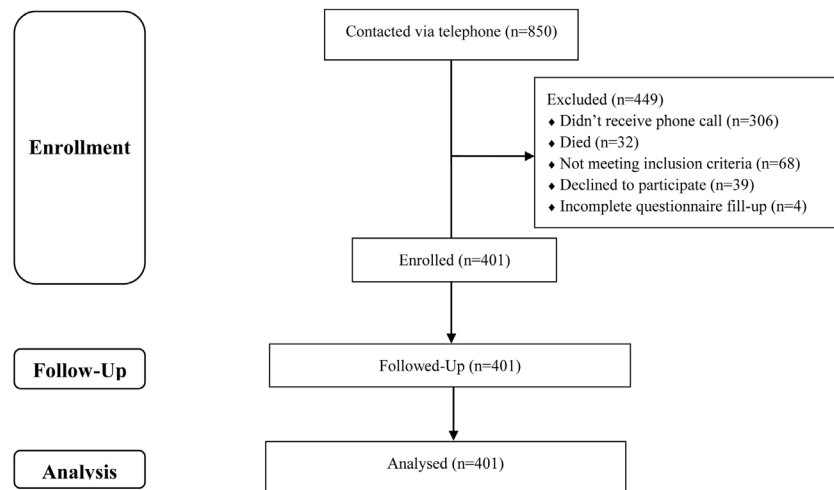 Contacted via telephone (n=850)
Enrollment
Excluded (n=449)
♦ Didn’t receive phone call (n=306)
♦ Died (n=32)
♦ Not meeting inclusion criteria (n=68)
♦ Declined to participate (n=39)
♦ Incomplete questionnaire fill-up (n=4)
Enrolled (n=401)
Follow-Up
Followed-Up (n=401)
Analysis
Analysed (n=401)